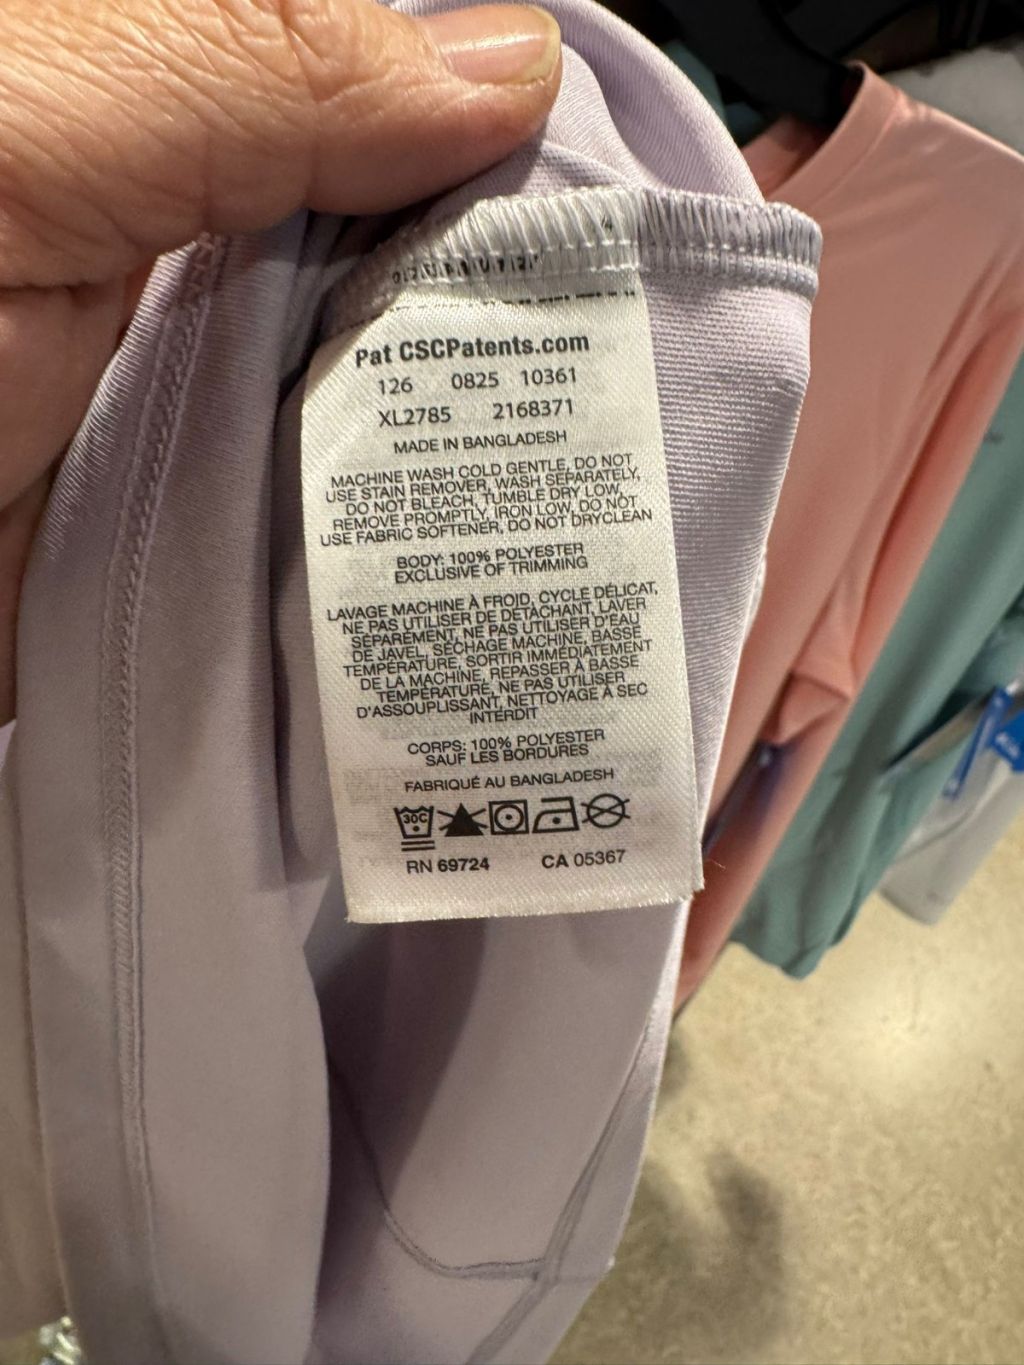 Pat CSCPatents.com
126 0825 10361
XL2785 2168371
MADE IN BANGLADESH
MACHINE WASH COLD GENTLE, DO NOT
USE STAIN REMOVER, WASH SEPARATELY,
DO NOT BLEACH, TUMBLE DRY LOW,
REMOVE PROMPTLY, IRON LOW, DO NOT
USE FABRIC SOFTENER, DO NOT DRYCLEAN
BODY: 100% POLYESTER
EXCLUSIVE OF TRIMMING
LAVAGE MACHINE À FROID, CYCLE DÉLICAT,
NE PAS UTILISER DE DÉTACHANT, LAVER
SÉPARÉMENT, NE PAS UTILISER D'EAU
DE JAVEL, SÉCHAGE MACHINE, BASSE
TEMPÉRATURE, SORTIR IMMÉDIATEMENT
DE LA MACHINE, REPASSER À BASSE
TEMPÉRATURE, NE PAS UTILISER
D'ASSOUPLISSANT, NETTOYAGE À SEC
INTERDIT
CORPS: 100% POLYESTER
SAUF LES BORDURES
FABRIQUÉ AU BANGLADESH
30C
RN 69724 CA 05367